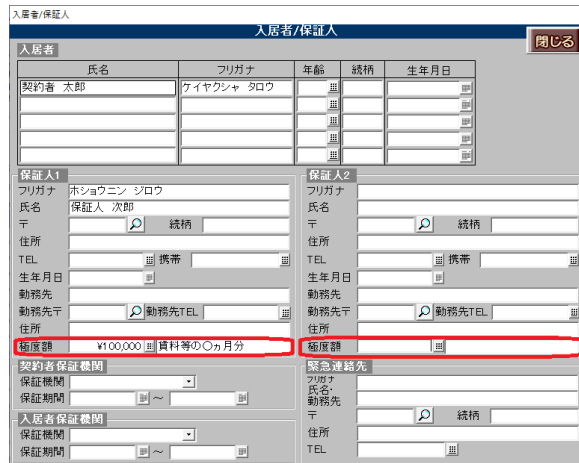 入居者/保証人
入居者/保証人
閉じる
入居者
氏名 フリガナ 年齢 続柄 生年月日
契約者 太郎 ケイヤクシャ タロウ
保証人1
フリガナ ホショウニン ジロウ
氏名 保証人 次郎
〒 続柄
住所
TEL 携帯
生年月日
勤務先
勤務先〒 勤務先TEL
住所
極度額 ¥100,000 賃料等の○ヵ月分
保証人2
フリガナ
氏名
〒 続柄
住所
TEL 携帯
生年月日
勤務先
勤務先〒 勤務先TEL
住所
極度額
契約者保証機関
保証機関
保証期間 ～
入居者保証機関
保証機関
保証期間 ～
緊急連絡先
フリガナ
氏名・
勤務先
〒 続柄
住所
TEL